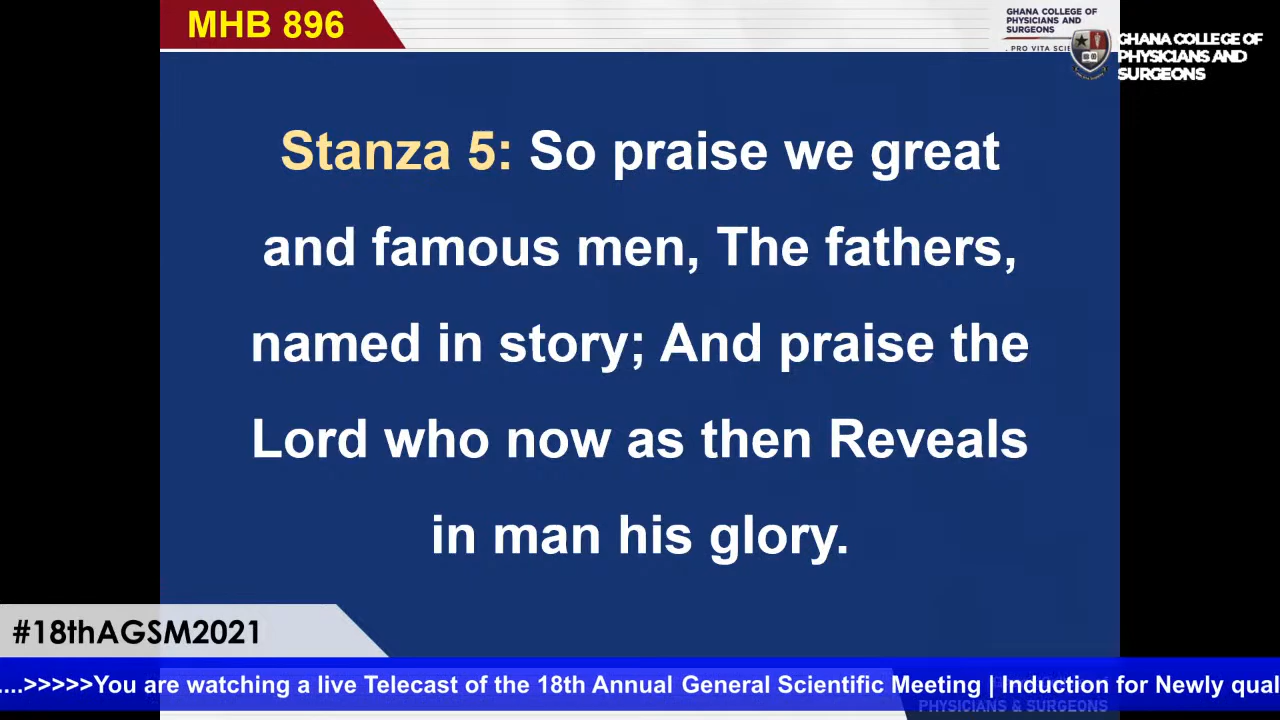 MHB 896
GHANA COLLEGE OF
PHYSICIANS AND
SURGEONS
. PRO VITA SCIE
GHANA COLLEGE OF
PHYSICIANS AND
SURGEONS
Stanza 5: So praise we great
and famous men, The fathers,
named in story; And praise the
Lord who now as then Reveals
in man his glory.
#18thAGSM2021
....>>>>>You are watching a live Telecast of the 18th Annual General Scientific Meeting | Induction for Newly qual
PHYSICIANS & SURGEONS